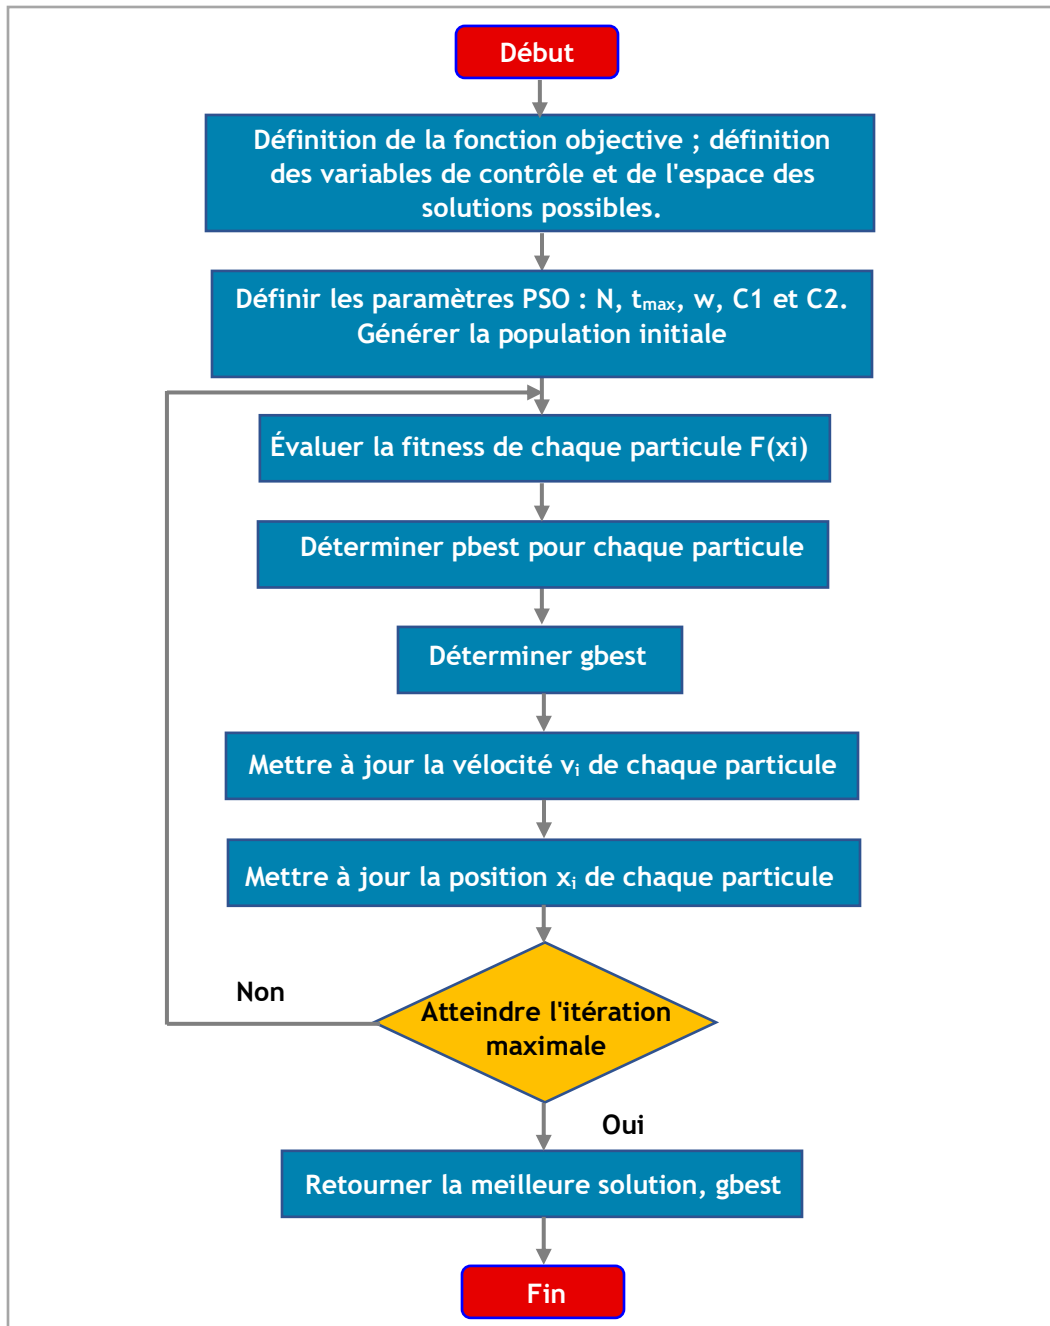 Début
Définition de la fonction objective ; définition
des variables de contrôle et de l'espace des
solutions possibles.
Définir les paramètres PSO : N, tmax, w, C1 et C2.
Générer la population initiale
Évaluer la fitness de chaque particule F(xi)
Déterminer pbest pour chaque particule
Déterminer gbest
Mettre à jour la vélocité vi de chaque particule
Mettre à jour la position xi de chaque particule
Non
Atteindre l'itération
maximale
Oui
Retourner la meilleure solution, gbest
Fin